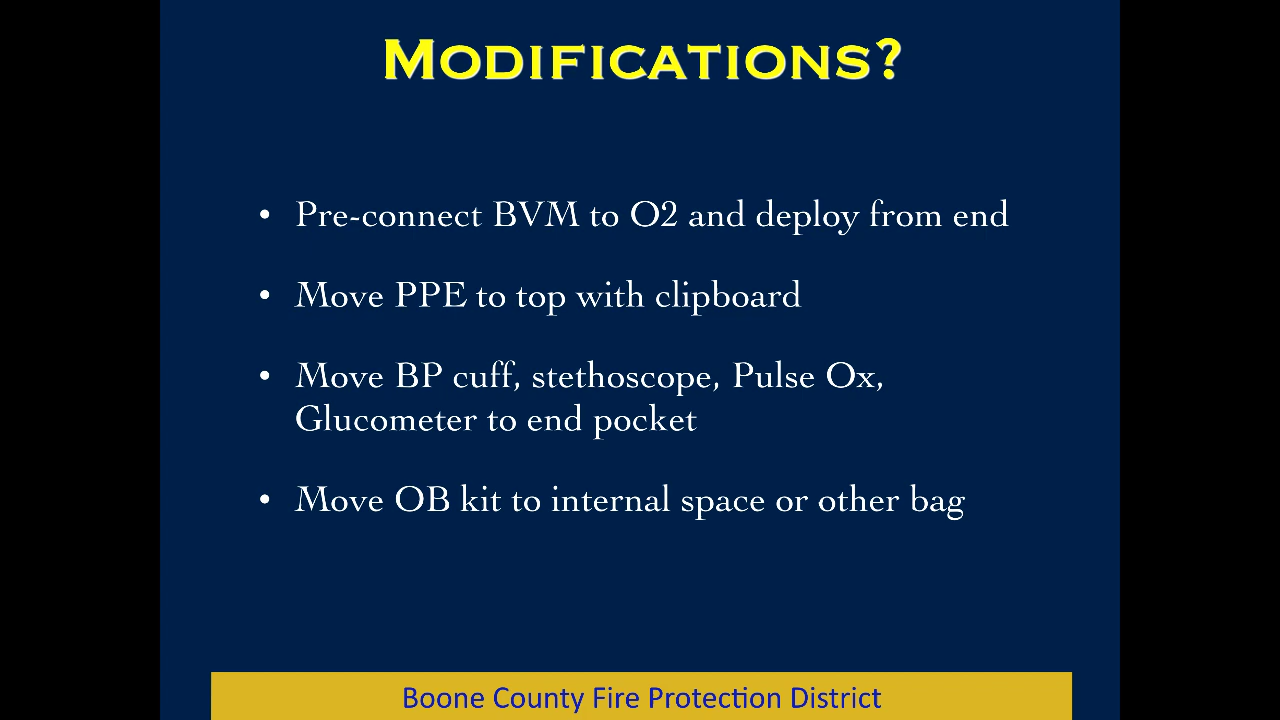 MODIFICATIONS?
• Pre-connect BVM to O2 and deploy from end
• Move PPE to top with clipboard
• Move BP cuff, stethoscope, Pulse Ox,
Glucometer to end pocket
• Move OB kit to internal space or other bag
Boone County Fire Protection District